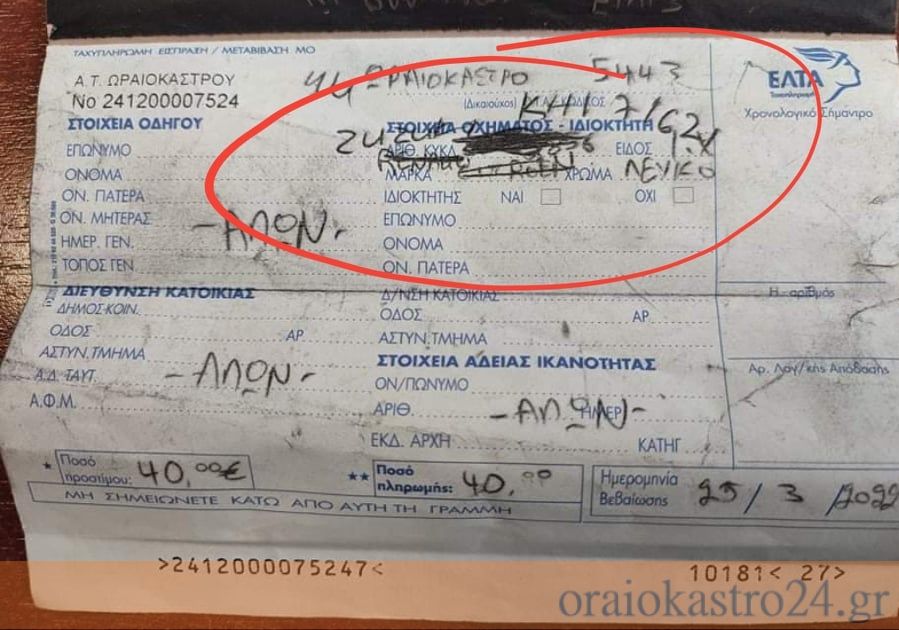 ΤΑΧΥΠΛΗΡΩΜΗ ΕΙΣΠΡΑΞΗ / ΜΕΤΑΒΙΒΑΣΗ ΜΟ
Α.Τ. ΩΡΑΙΟΚΑΣΤΡΟΥ
ΩΡΑΙΟΚΑΣΤΡΟ 5443
Νο 241200007524
(Δικαιούχος)
ΕΛΤΑ
Ταχυπληρωμή
Χρονολογικό Σήμαντρο
ΣΤΟΙΧΕΙΑ ΟΔΗΓΟΥ
ΣΤΟΙΧΕΙΑ ΟΧΗΜΑΤΟΣ - ΙΔΙΟΚΤΗΤΗ
ΕΠΩΝΥΜΟ
ΑΡΙΘ. ΚΥΚΛ. ΕΙΔΟΣ
ΟΝΟΜΑ
ΜΑΡΚΑ ΧΡΩΜΑ ΛΕΥΚΟ
ΟΝ. ΠΑΤΕΡΑ
ΙΔΙΟΚΤΗΤΗΣ ΝΑΙ ΟΧΙ
ΟΝ. ΜΗΤΕΡΑΣ
-ΑΠΩΝ-
ΕΠΩΝΥΜΟ
ΗΜΕΡ. ΓΕΝ.
ΟΝΟΜΑ
ΤΟΠΟΣ ΓΕΝ.
ΟΝ. ΠΑΤΕΡΑ
ΔΙΕΥΘΥΝΣΗ ΚΑΤΟΙΚΙΑΣ
Δ/ΝΣΗ ΚΑΤΟΙΚΙΑΣ
Η - αριθμός
ΔΗΜΟΣ-ΚΟΙΝ.
ΟΔΟΣ ΑΡ.
ΟΔΟΣ ΑΡ
ΑΣΤΥΝ.ΤΜΗΜΑ
ΑΣΤΥΝ.ΤΜΗΜΑ
ΣΤΟΙΧΕΙΑ ΑΔΕΙΑΣ ΙΚΑΝΟΤΗΤΑΣ
Αρ. Λογ/κής Απόδοσης
Α.Δ. ΤΑΥΤ. -ΑΠΩΝ-
ΟΝ/ΠΩΝΥΜΟ
Α.Φ.Μ.
ΑΡΙΘ. -ΑΠΩΝ- ΗΜΕΡ
ΕΚΔ. ΑΡΧΗ ΚΑΤΗΓ
* Ποσό προστίμου: 40,00€
** Ποσό πληρωμής: 40,00
Ημερομηνία Βεβαίωσης 25/3/2022
ΜΗ ΣΗΜΕΙΩΝΕΤΕ ΚΑΤΩ ΑΠΟ ΑΥΤΗ ΤΗ ΓΡΑΜΜΗ
>2412000075247<
10181< 27>
oraiokastro24.gr